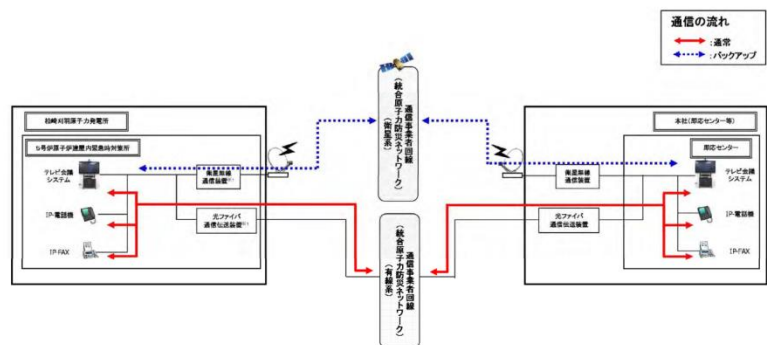 通信の流れ
:通常
:バックアップ
柏崎刈羽原子力発電所
5号炉原子炉建屋内緊急時対策所
テレビ会議
システム
IP-電話機
IP-FAX
衛星無線
通信装置
光ファイバ
通信伝送装置
通信事業者回線
(統合原子力防災ネットワーク)
(衛星系)
通信事業者回線
(統合原子力防災ネットワーク)
(有線系)
本社(即応センター等)
即応センター
衛星無線
通信装置
光ファイバ
通信伝送装置
テレビ会議
システム
IP-電話機
IP-FAX